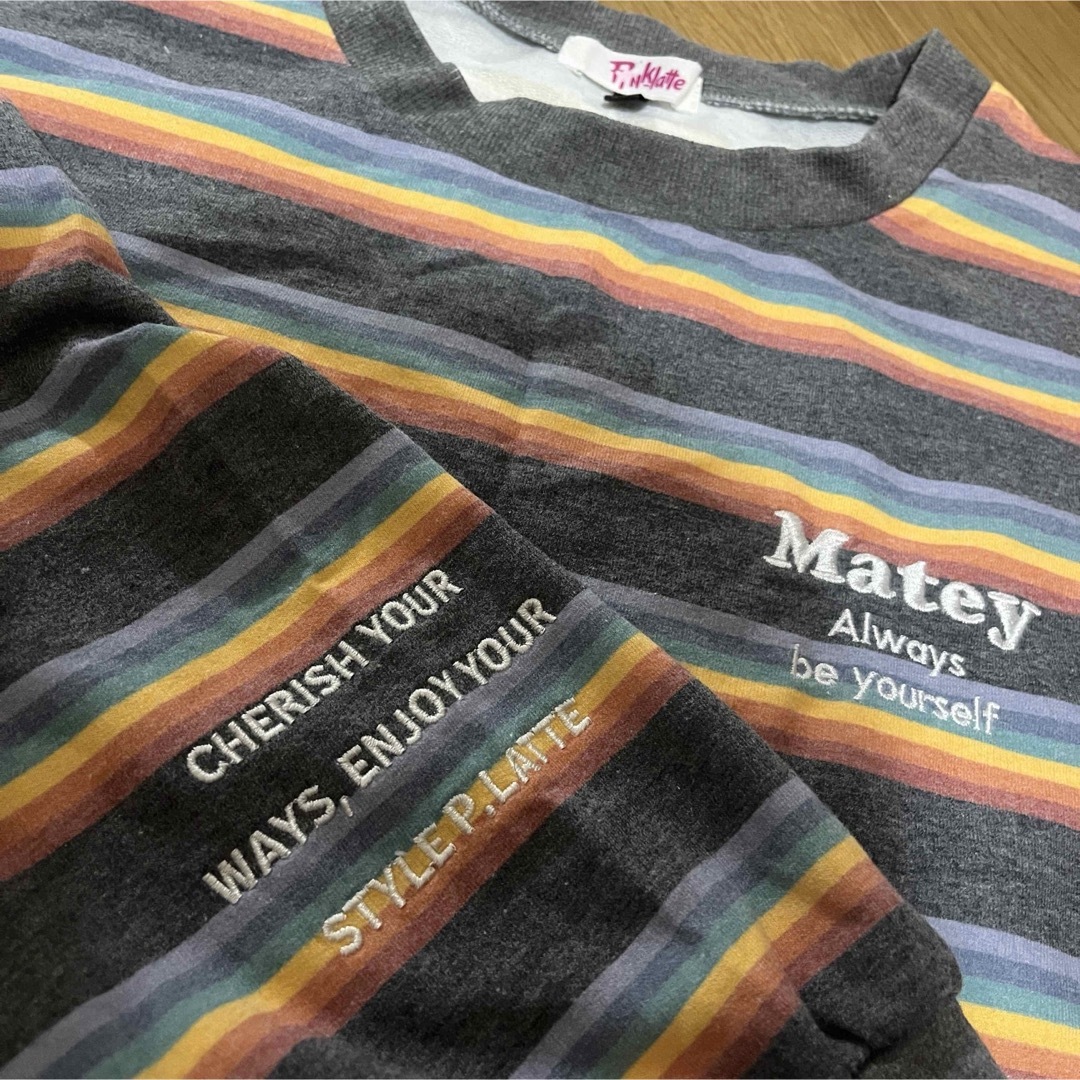 Pinklatte
Matey
Always
be yourself
CHERISH YOUR
WAYS, ENJOY YOUR
STYLE P.LATTE